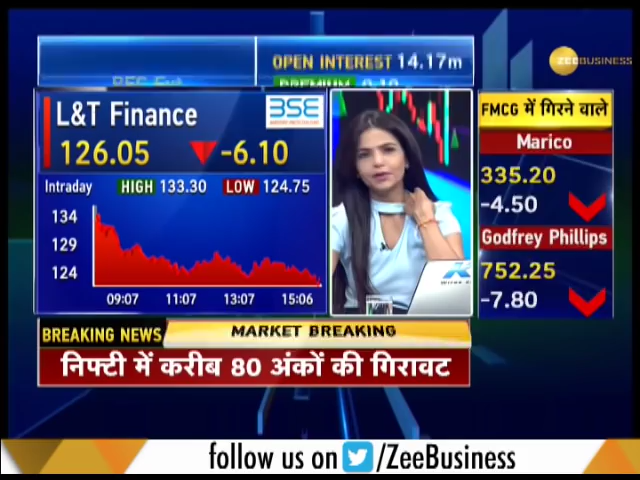 OPEN INTEREST 14.17m
PREMIUM
ZEEBUSINESS
L&T Finance
BSE
126.05 -6.10
Intraday HIGH 133.30 LOW 124.75
134
129
124
09:07 11:07 13:07 15:06
FMCG में गिरने वाले
Marico
335.20
-4.50
Godfrey Phillips
752.25
-7.80
BREAKING NEWS MARKET BREAKING
निफ्टी में करीब 80 अंकों की गिरावट
follow us on /ZeeBusiness